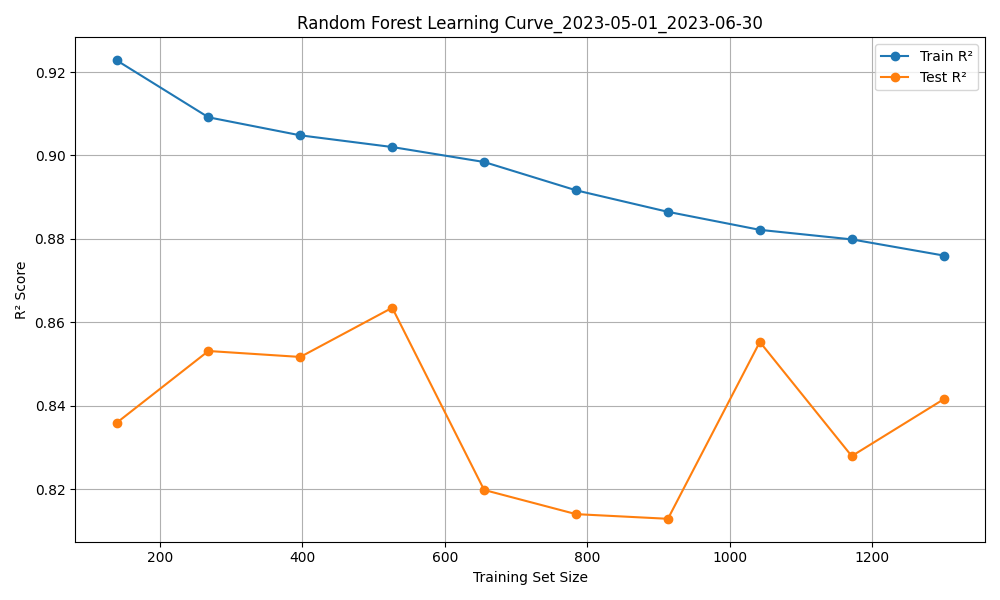 Random Forest Learning Curve_2023-05-01_2023-06-30
Train R²
Test R²
R² Score
0.92
0.90
0.88
0.86
0.84
0.82
200 400 600 800 1000 1200
Training Set Size